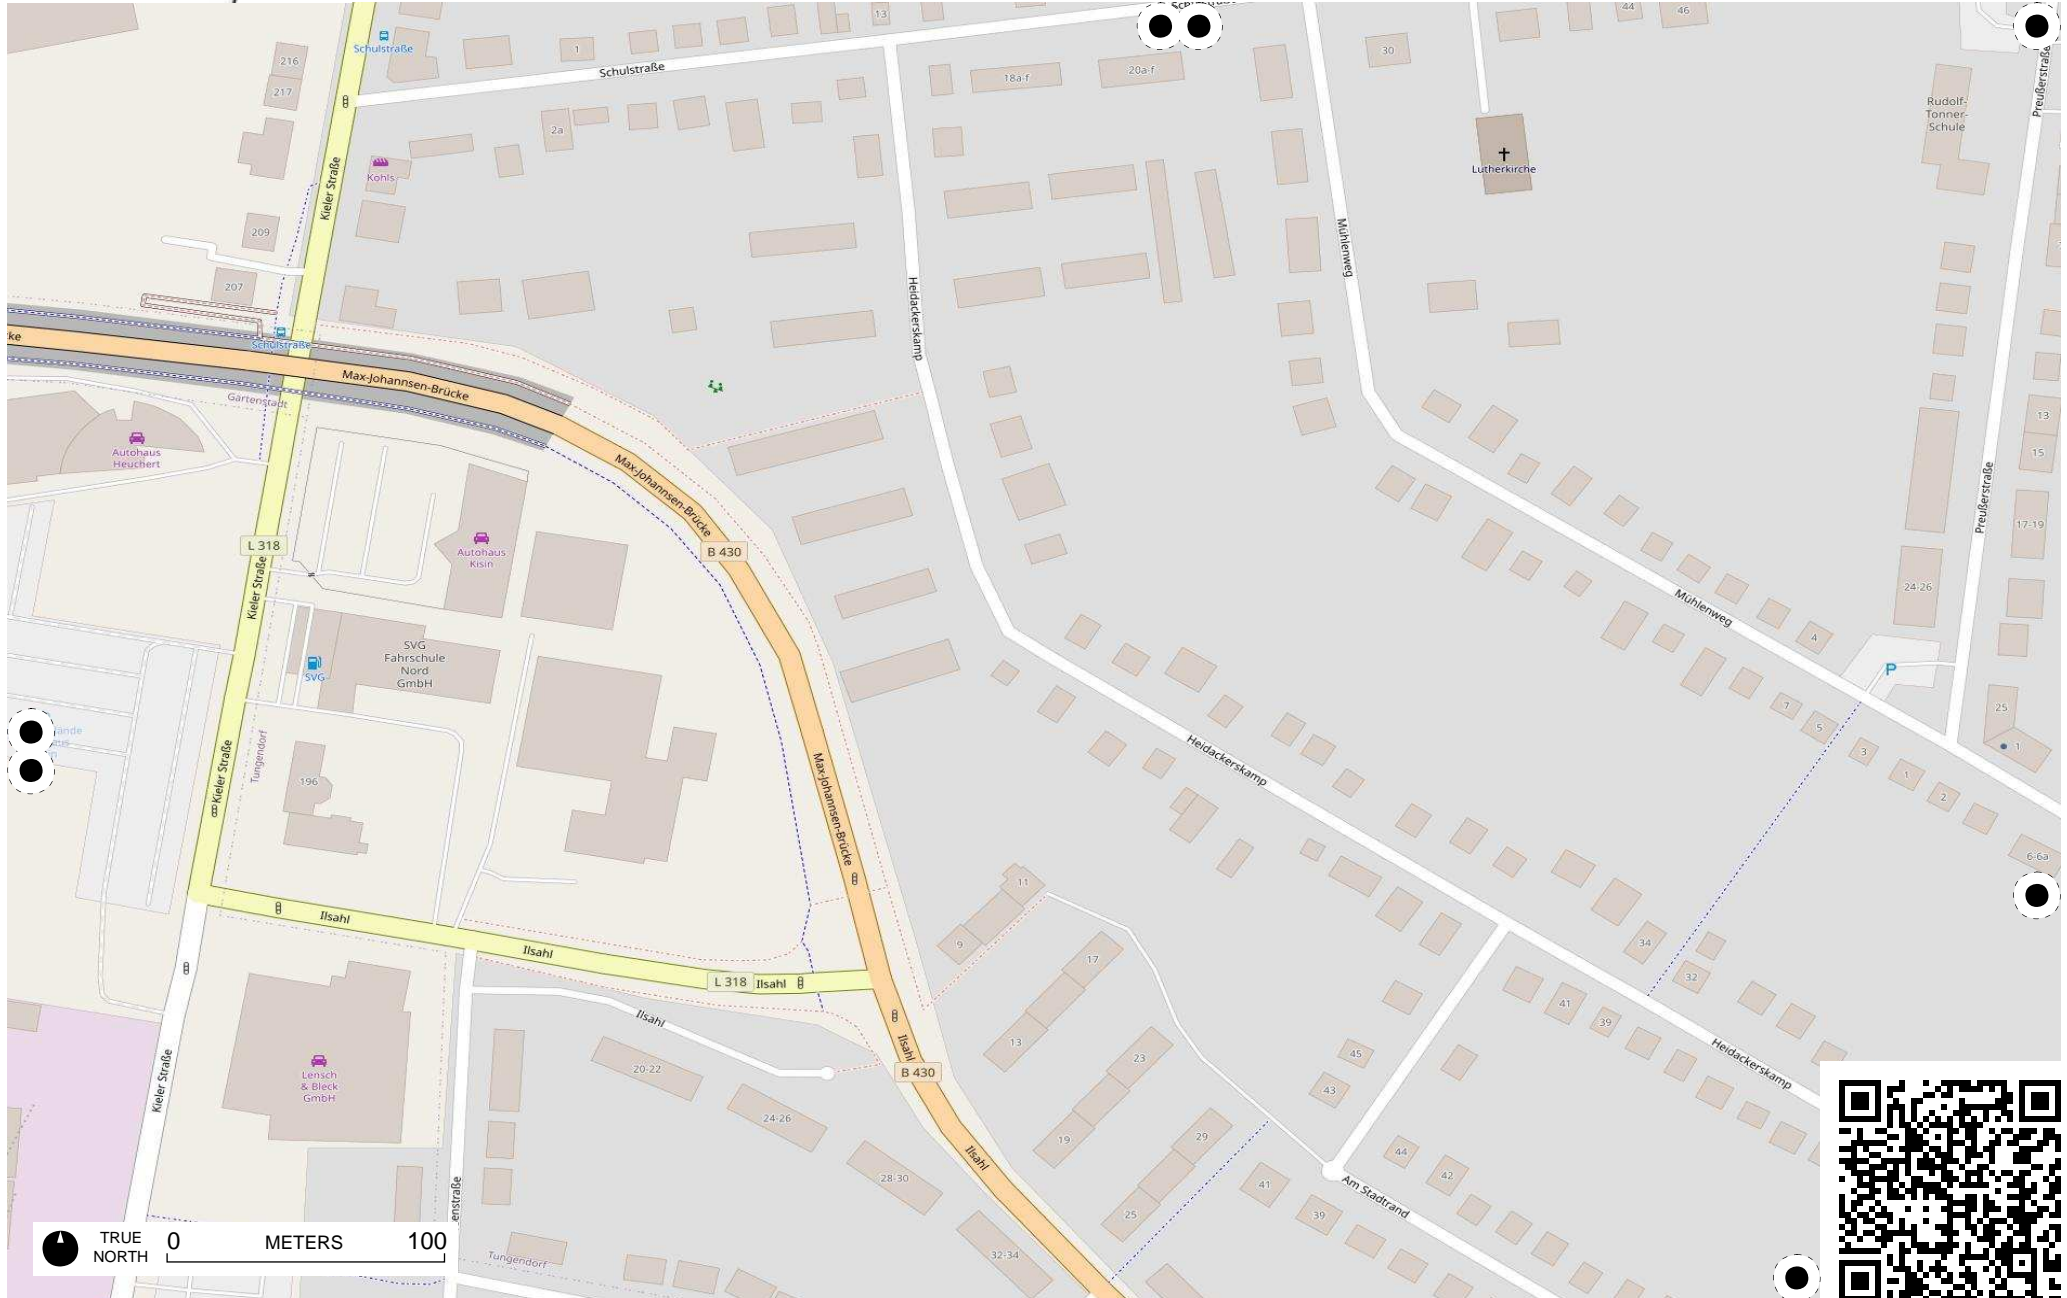 Schulstraße
13
44
46
Schulstraße
1
Schulstraße
18a-f
20a-f
30
216
217
2a
Kohls
Kieler Straße
Lutherkirche
Rudolf-
Tonner-
Schule
Preußerstraße
209
207
Mühlenweg
Heidackerskamp
Schulstraße
Max-Johannsen-Brücke
Gartenstadt
Autohaus
Heuchert
13
15
17-19
Preußerstraße
Max-Johannsen-Brücke
L 318
B 430
Autohaus
Kisin
Kieler Straße
24-26
Mühlenweg
4
SVG
Fahrschule
Nord
GmbH
SVG
P
7
5
3
1
2
25
1
6-6a
Tungendorf
Kieler Straße
196
Max-Johannsen-Brücke
Heidackerskamp
11
9
17
13
34
32
Ilsahl
Ilsahl
L 318
Ilsahl
Ilsahl
Ilsahl
B 430
41
39
Heidackerskamp
45
43
23
19
29
25
Lensch
& Bleck
GmbH
Kieler Straße
20-22
24-26
28-30
32-34
Ilsahl
44
42
41
39
Am Stadtrand
enstraße
Tungendorf
TRUE
NORTH
0
METERS
100